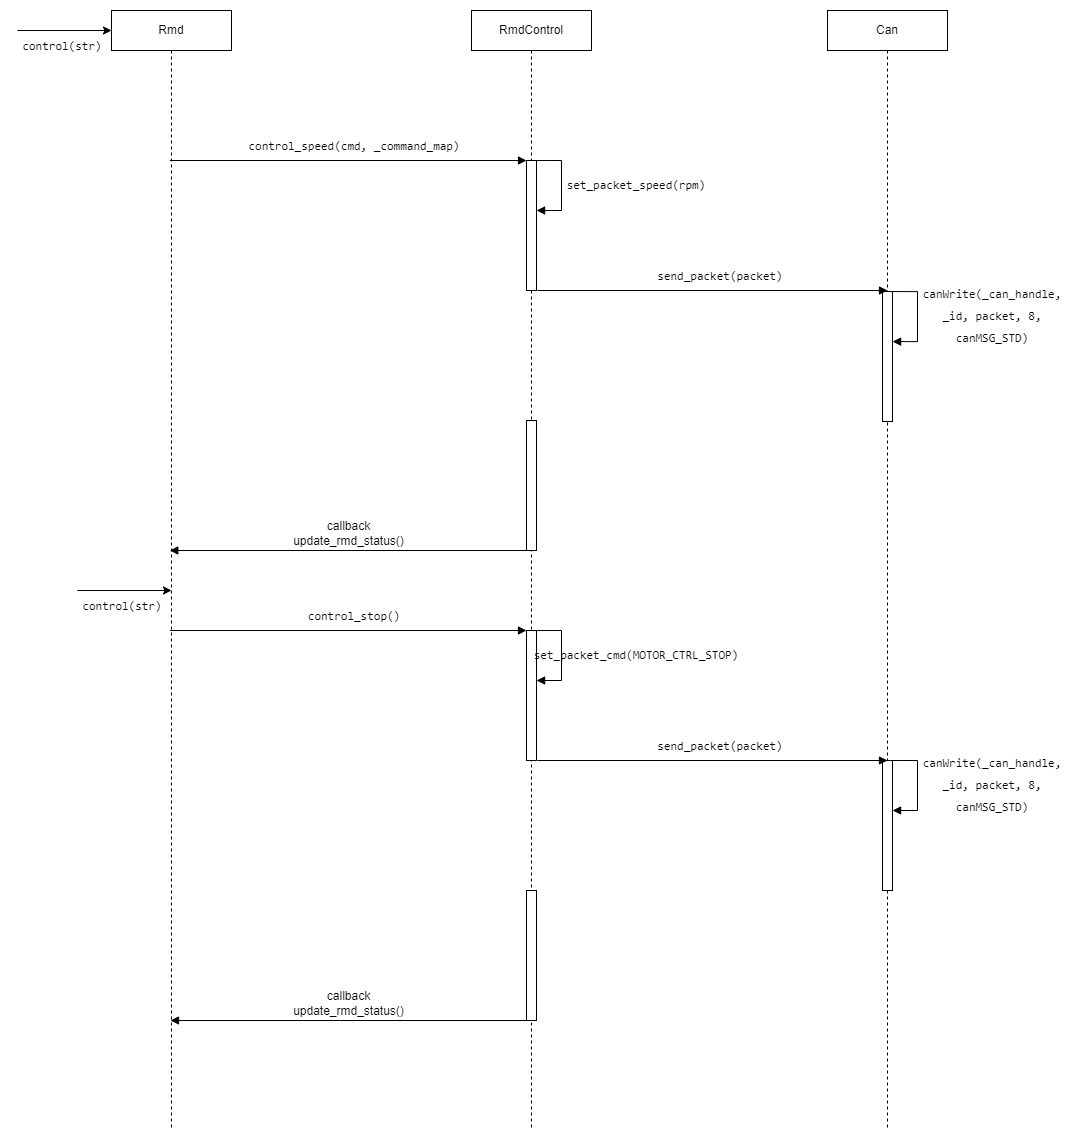 Rmd
RmdControl
Can
control(str)
control_speed(cmd, _command_map)
set_packet_speed(rpm)
send_packet(packet)
canWrite(_can_handle,
_id, packet, 8,
canMSG_STD)
callback
update_rmd_status()
control(str)
control_stop()
set_packet_cmd(MOTOR_CTRL_STOP)
send_packet(packet)
canWrite(_can_handle,
_id, packet, 8,
canMSG_STD)
callback
update_rmd_status()